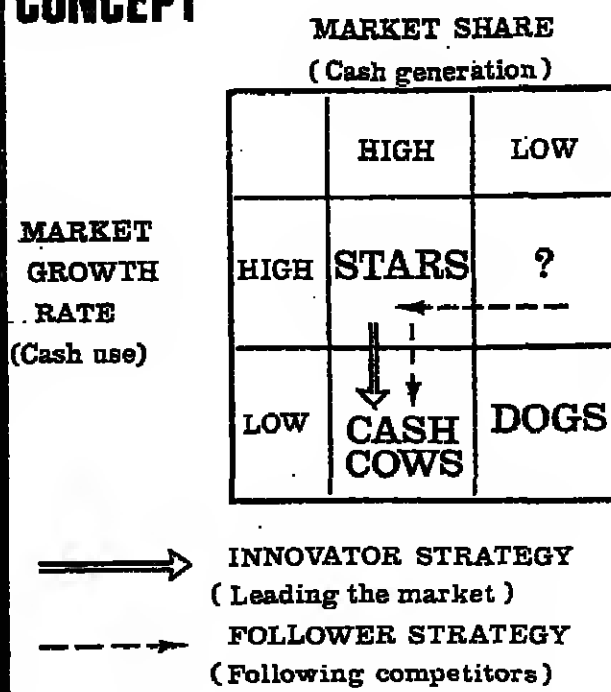 CONCEPT
MARKET SHARE
(Cash generation)
HIGH LOW
MARKET
GROWTH
RATE
(Cash use)
HIGH STARS ?
LOW CASH
COWS DOGS
INNOVATOR STRATEGY
(Leading the market)
FOLLOWER STRATEGY
(Following competitors)